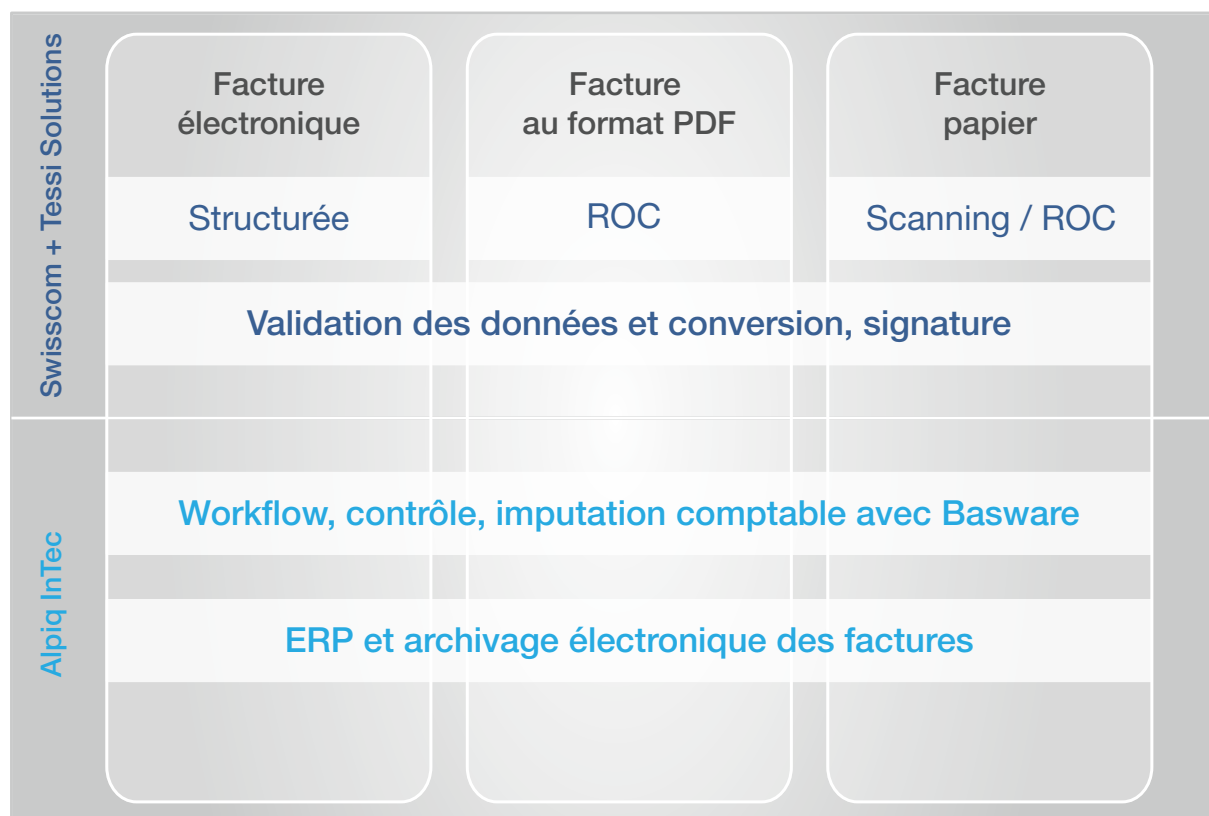 Swisscom + Tessi Solutions
Facture
électronique
Facture
au format PDF
Facture
papier
Structurée
ROC
Scanning / ROC
Validation des données et conversion, signature
Alpiq InTec
Workflow, contrôle, imputation comptable avec Basware
ERP et archivage électronique des factures